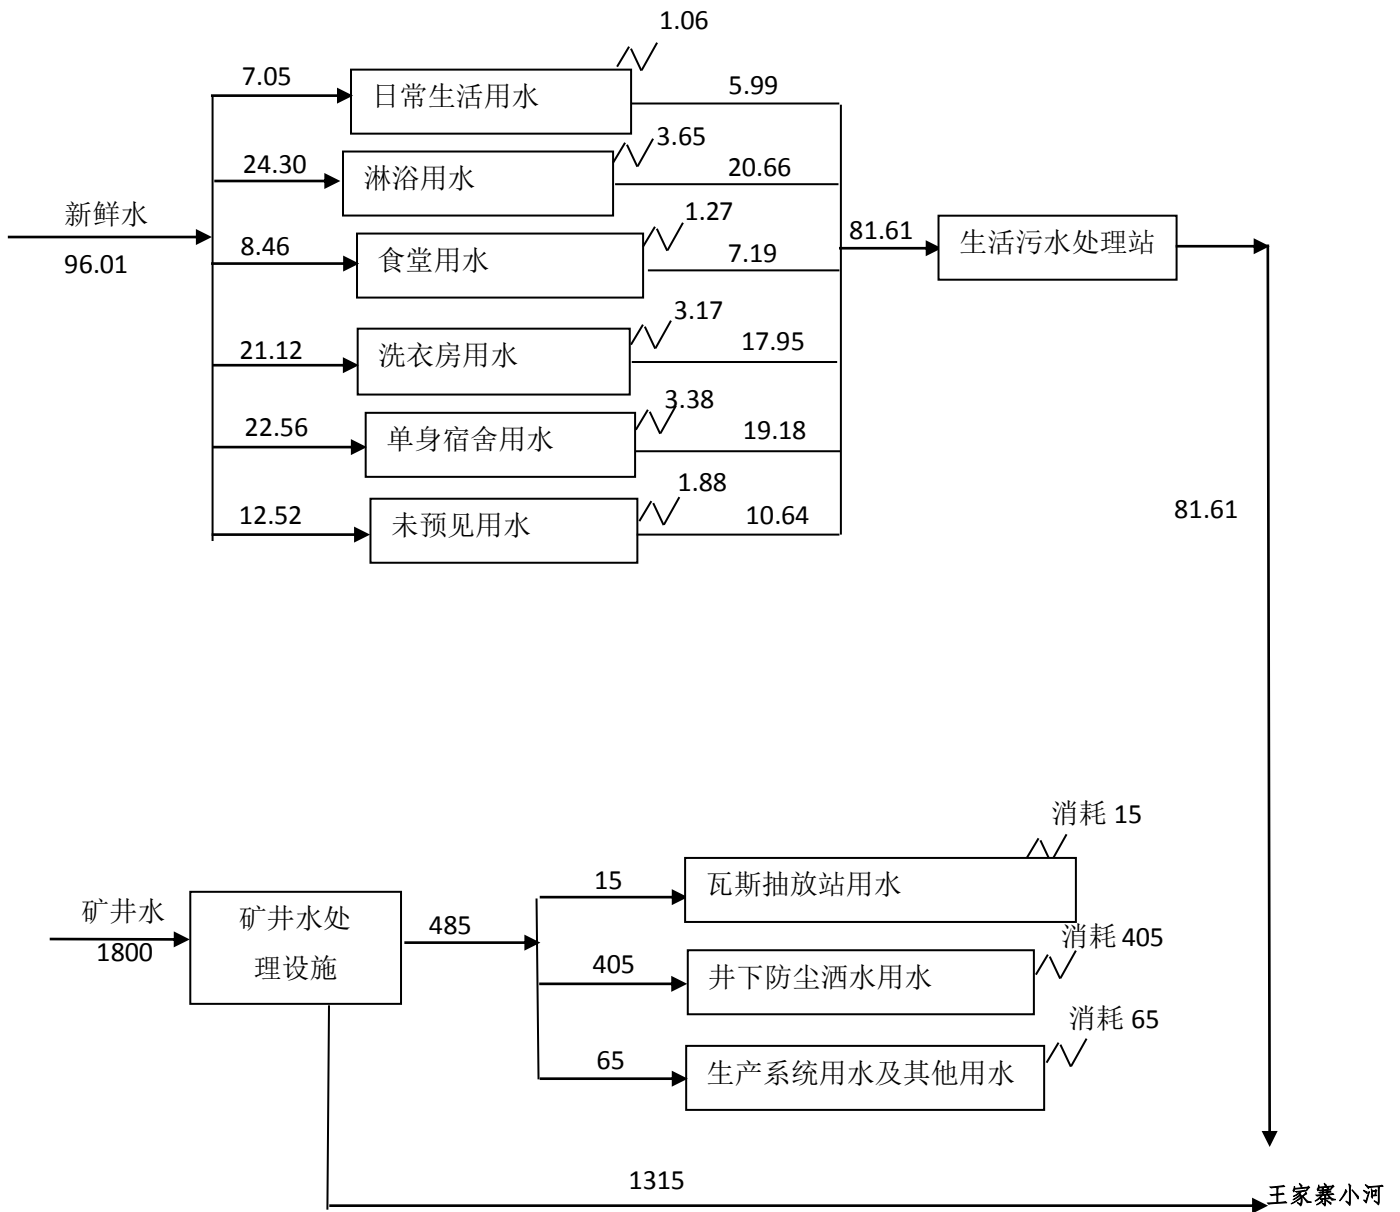 1.06
7.05
日常生活用水
5.99
3.65
24.30
淋浴用水
20.66
新鲜水
96.01
1.27
8.46
食堂用水
7.19
81.61
生活污水处理站
3.17
21.12
洗衣房用水
17.95
3.38
22.56
单身宿舍用水
19.18
1.88
12.52
未预见用水
10.64
81.61
消耗 15
15
瓦斯抽放站用水
矿井水
1800
矿井水处
理设施
485
消耗 405
405
井下防尘洒水用水
消耗 65
65
生产系统用水及其他用水
1315
王家寨小河